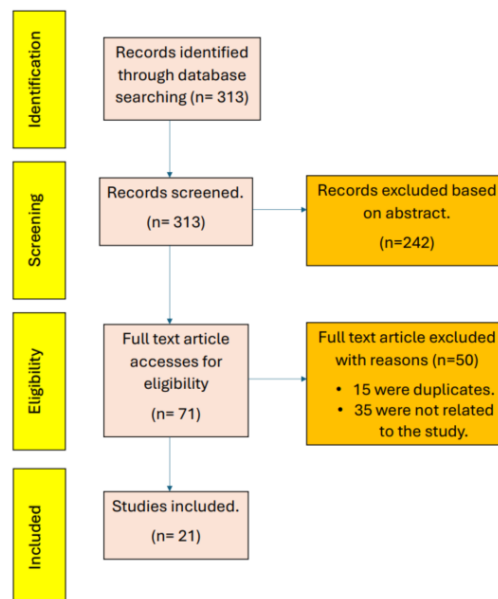 Identification
Records identified
through database
searching (n= 313)
Screening
Records screened.
(n= 313)
Records excluded based
on abstract.
(n=242)
Eligibility
Full text article
accesses for
eligibility
(n= 71)
Full text article excluded
with reasons (n=50)
• 15 were duplicates.
• 35 were not related
to the study.
Included
Studies included.
(n= 21)